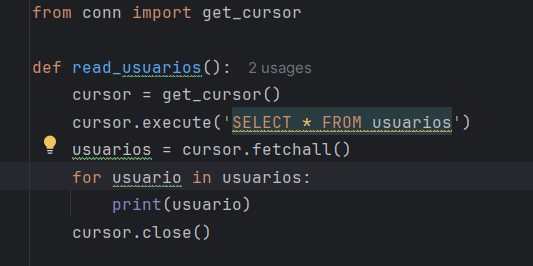 from conn import get_cursor
def read_usuarios():  2 usages
    cursor = get_cursor()
    cursor.execute('SELECT * FROM usuarios')
    usuarios = cursor.fetchall()
    for usuario in usuarios:
        print(usuario)
    cursor.close()